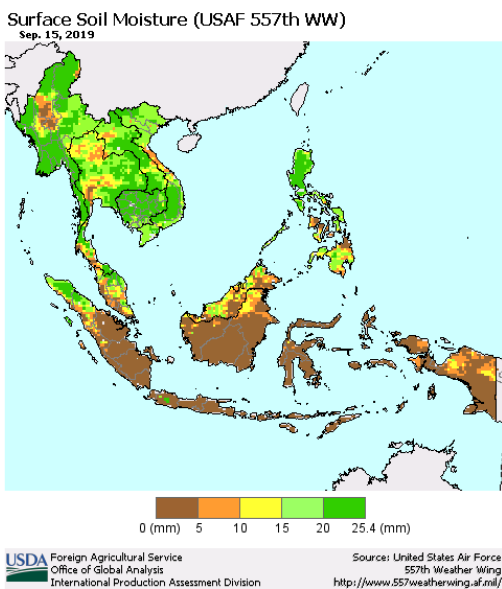 Surface Soil Moisture (USAF 557th WW)
Sep. 15, 2019
0 (mm) 5 10 15 20 25.4 (mm)
USDA Foreign Agricultural Service
Office of Global Analysis
International Production Assessment Division
Source: United States Air Force
557th Weather Wing
http://www.557weatherwing.af.mil/